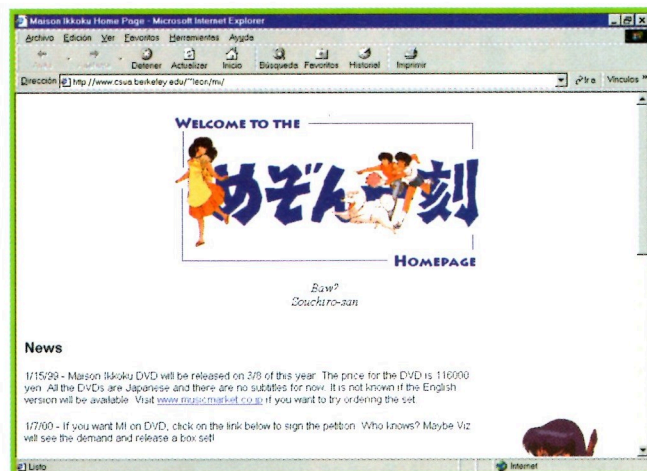 Maison Ikkoku Home Page - Microsoft Internet Explorer
Archivo Edición Ver Favoritos Herramientas Ayuda
Detener Actualizar Inicio Búsqueda Favoritos Historial Imprimir
Dirección http://www.csua.berkeley.edu/~leon/mi/ Ir a Vínculos »
WELCOME TO THE
めぞん一刻
HOMEPAGE
Baw?
Souchiro-san
News
1/15/99 - Maison Ikkoku DVD will be released on 3/8 of this year. The price for the DVD is 116000
yen. All the DVDs are Japanese and there are no subtitles for now. It is not known if the English
version will be available. Visit www.musicmarket.co.jp if you want to try ordering the set.
1/7/00 - If you want MI on DVD, click on the link below to sign the petition. Who knows? Maybe Viz
will see the demand and release a box set!
Listo Internet